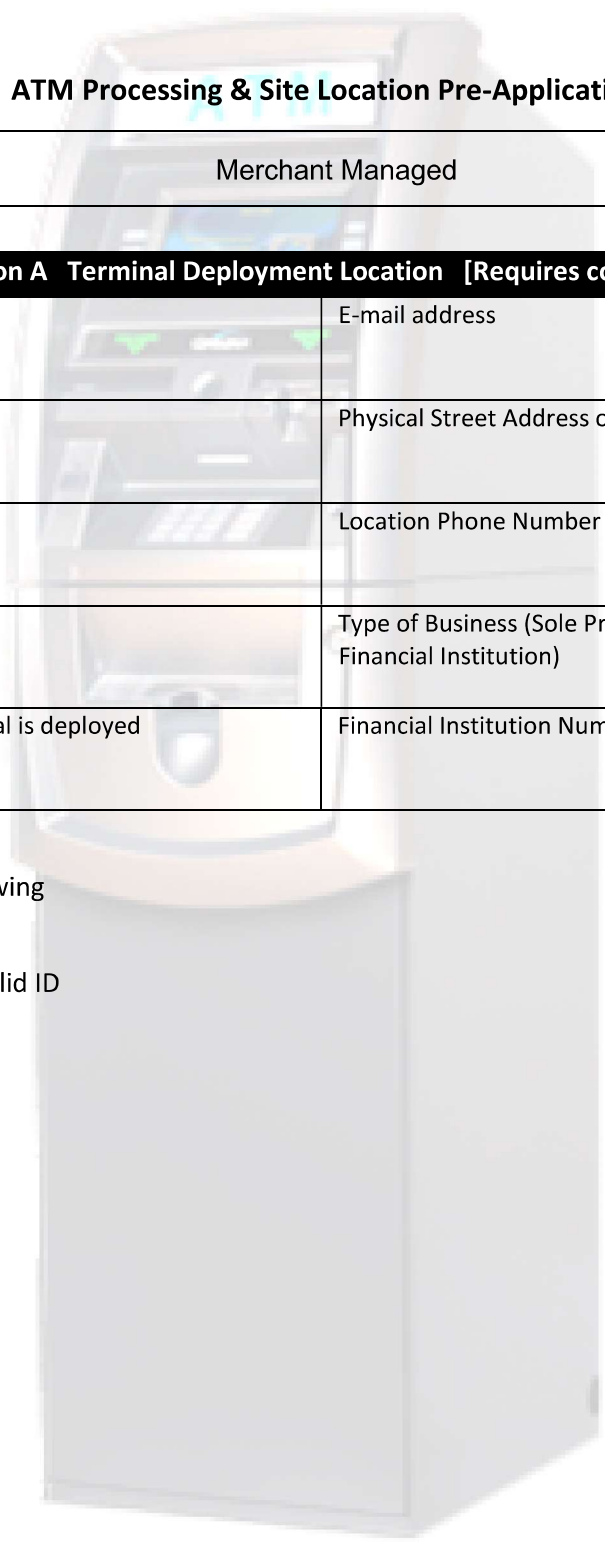 ATM Processing & Site Location Pre-Applicati
ATM
Merchant Managed
on A Terminal Deployment Location [Requires co
E-mail address
Physical Street Address o
Location Phone Number
Type of Business (Sole Pr
Financial Institution)
al is deployed
Financial Institution Num
wing
lid ID